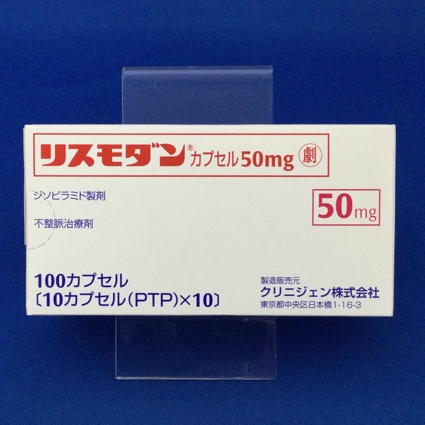 リスモダン®カプセル50mg 劇
ジソピラミド製剤
50mg
不整脈治療剤
100カプセル
〔10カプセル(PTP)×10〕
製造販売元
クリニジェン株式会社
東京都中央区日本橋1-16-3